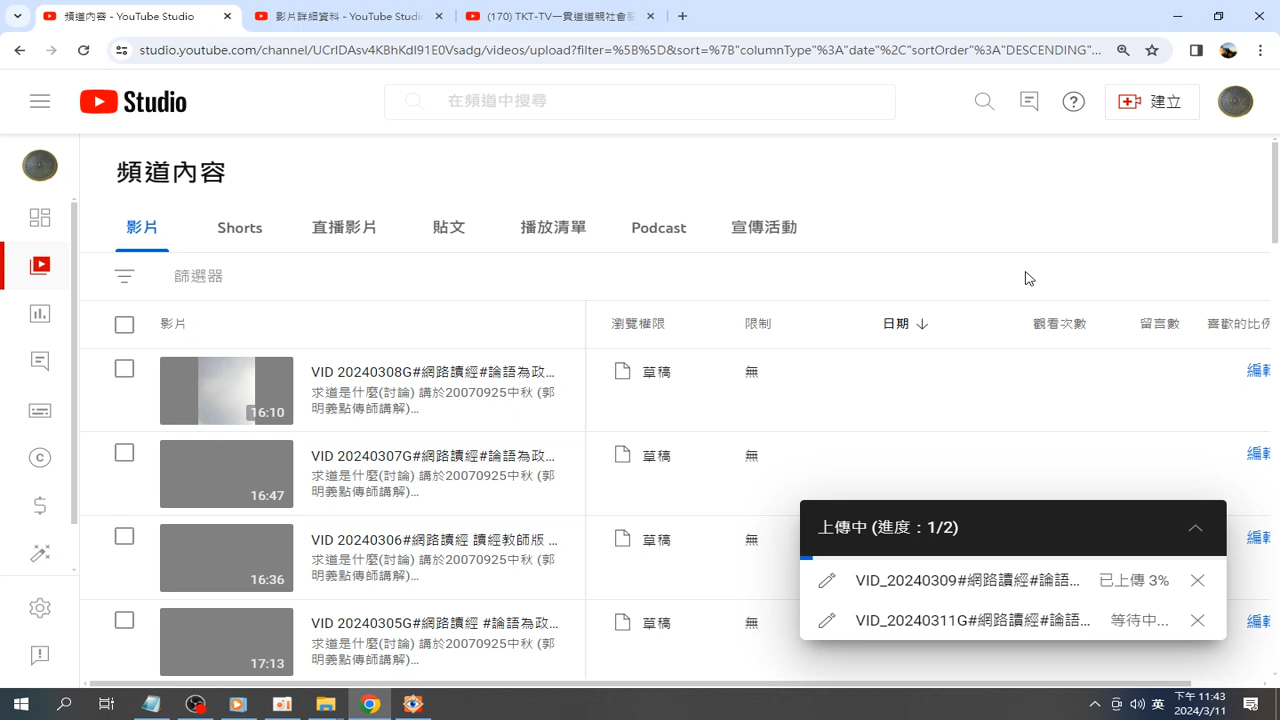 頻道內容 - YouTube Studio
影片詳細資料 - YouTube Studio
(170) TKT-TV一貫道道親社會服
studio.youtube.com/channel/UCrIDAsv4KBhKdI91E0Vsadg/videos/upload?filter=%5B%5D&sort=%7B"columnType"%3A"date"%2C"sortOrder"%3A"DESCENDING"...
Studio
在頻道中搜尋
建立
頻道內容
影片 Shorts 直播影片 貼文 播放清單 Podcast 宣傳活動
篩選器
影片 瀏覽權限 限制 日期 觀看次數 留言數 喜歡的比例
VID 20240308G#網路讀經#論語為政...
求道是什麼(討論) 講於20070925中秋 (郭
明義點傳師講解)...
16:10
草稿 無 編輯
VID 20240307G#網路讀經#論語為政...
求道是什麼(討論) 講於20070925中秋 (郭
明義點傳師講解)...
16:47
草稿 無 編輯
VID 20240306#網路讀經 讀經教師版 ...
求道是什麼(討論) 講於20070925中秋 (郭
明義點傳師講解)...
16:36
草稿 無 編輯
VID 20240305G#網路讀經 #論語為政...
求道是什麼(討論) 講於20070925中秋 (郭
明義點傳師講解)...
17:13
草稿 無 編輯
上傳中 (進度：1/2)
VID_20240309#網路讀經#論語... 已上傳 3%
VID_20240311G#網路讀經#論語... 等待中...
英
下午 11:43
2024/3/11